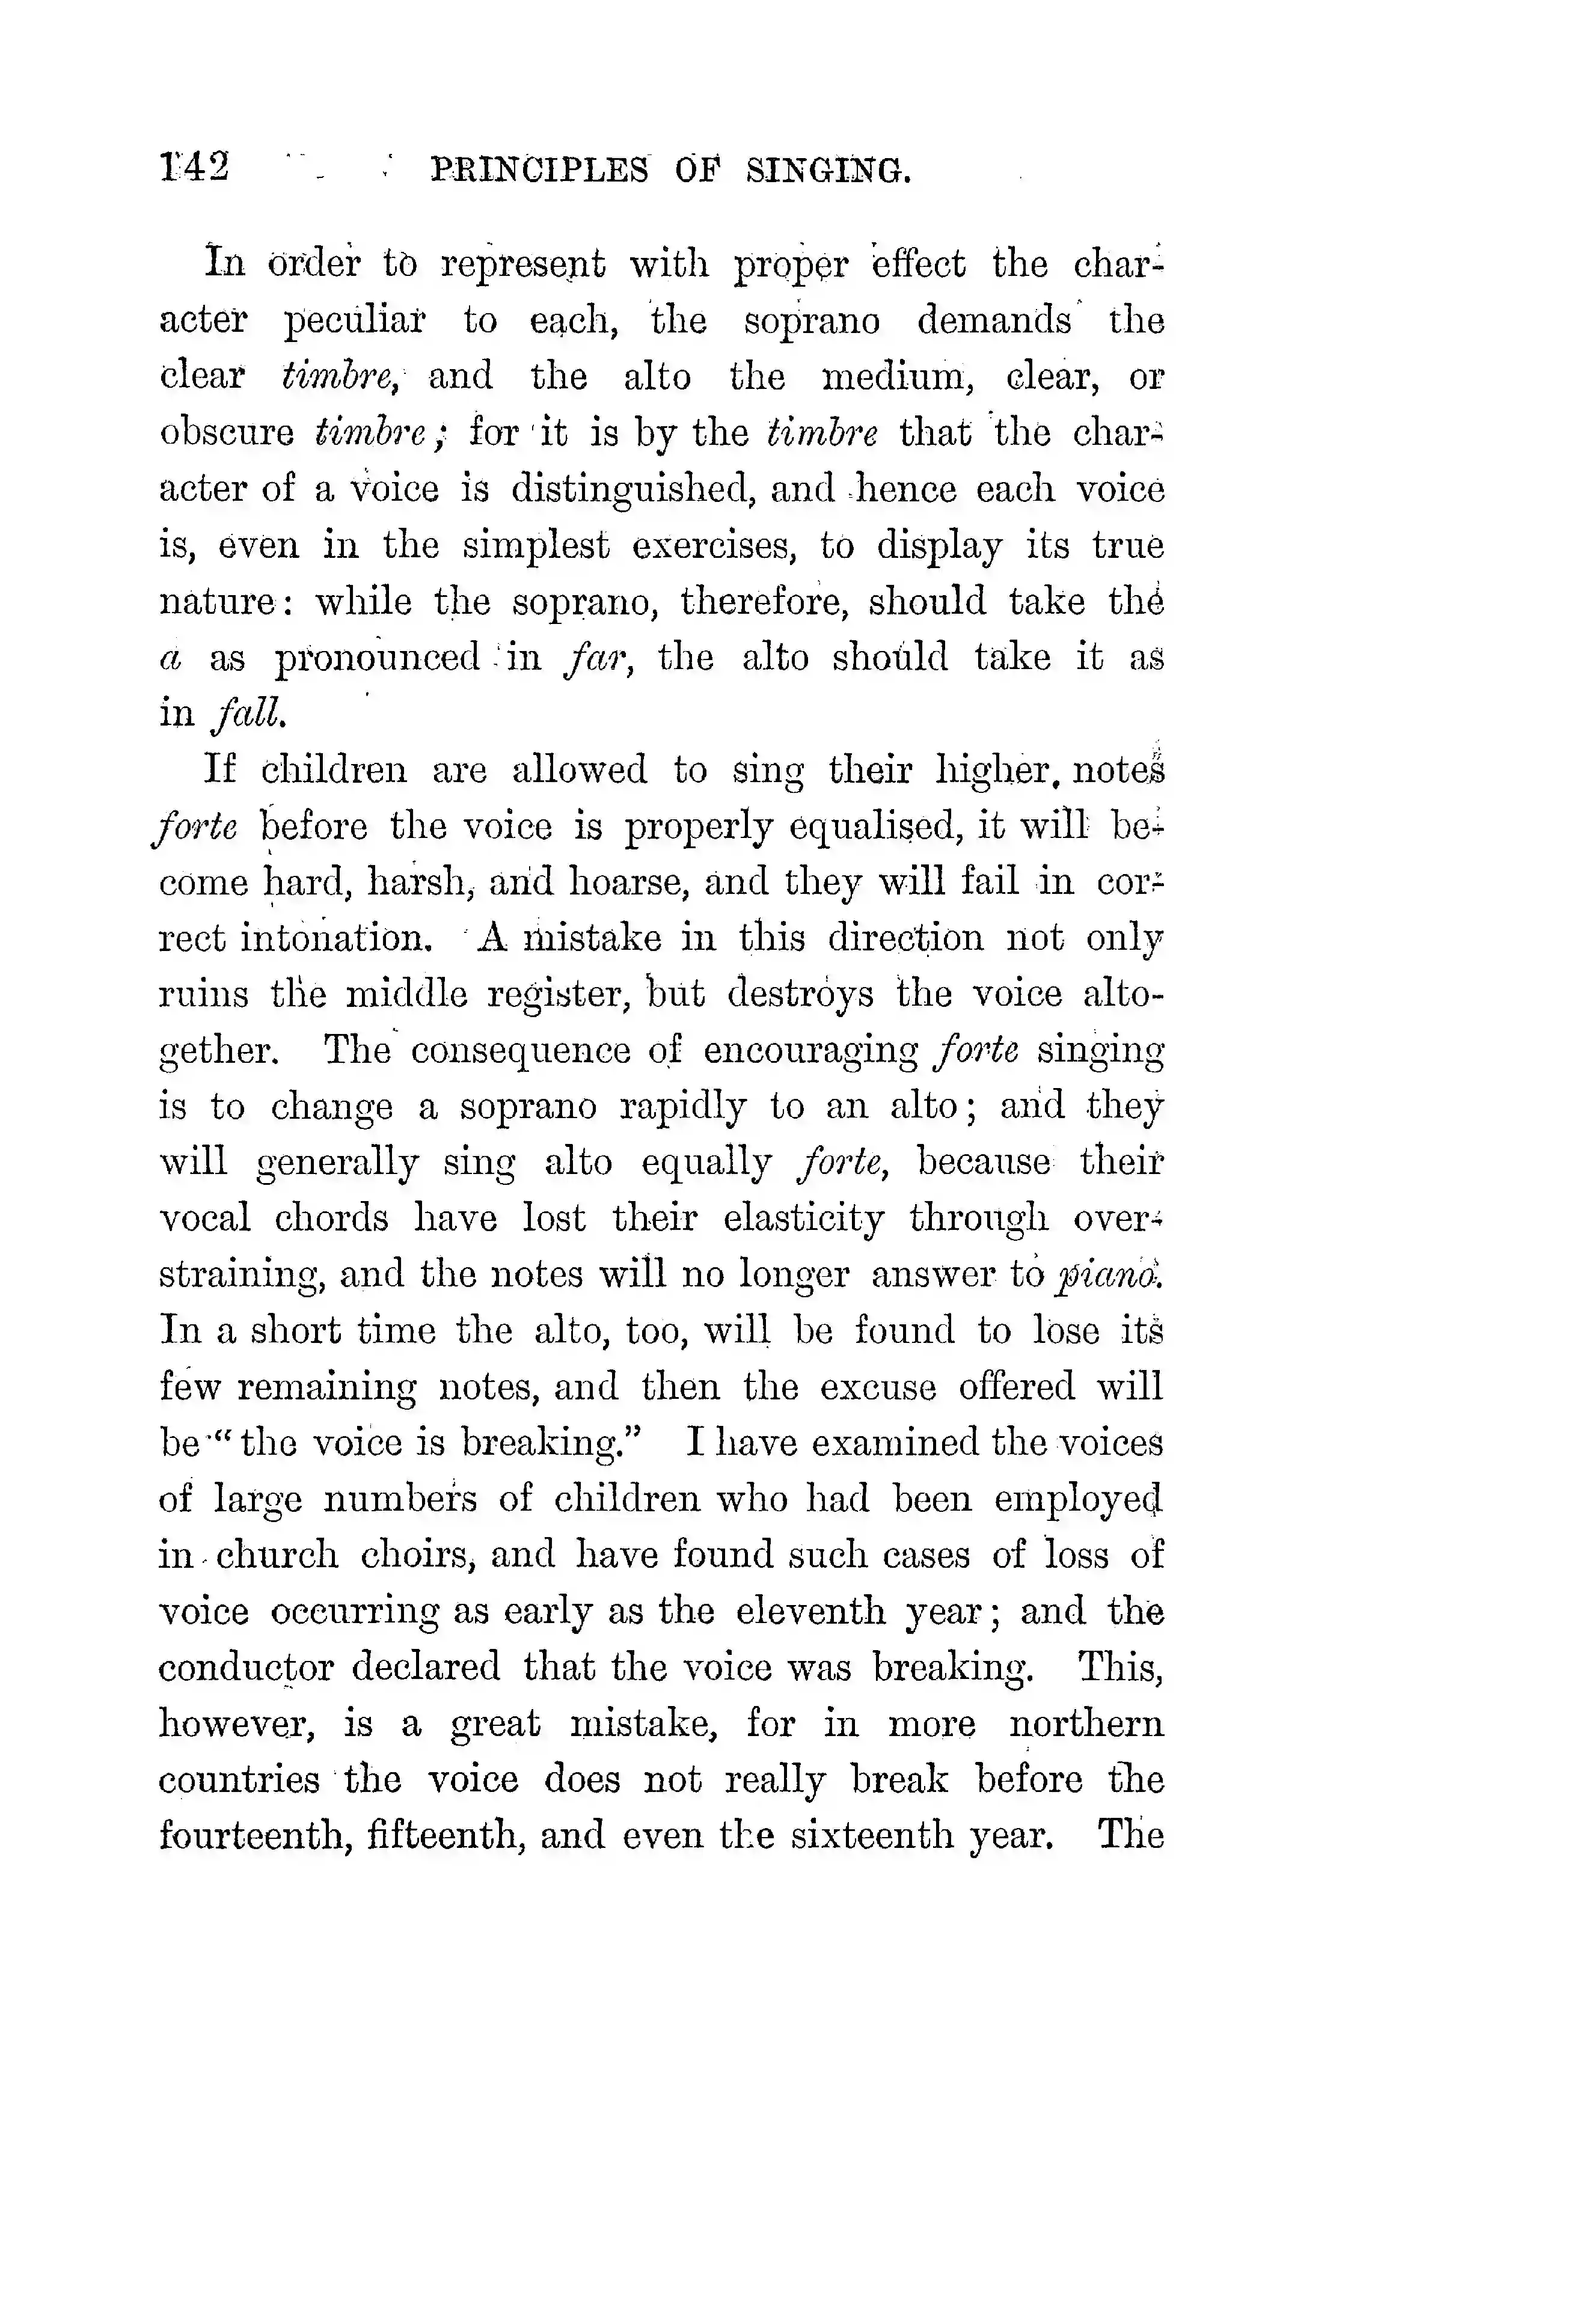 142 PRINCIPLES OF SINGING.
In order to represent with proper effect the char-
acter peculiar to each, the soprano demands the
clear timbre, and the alto the medium, clear, or
obscure timbre; for it is by the timbre that the char-
acter of a voice is distinguished, and hence each voice
is, even in the simplest exercises, to display its true
nature: while the soprano, therefore, should take the
a as pronounced in far, the alto should take it as
in fall.
If children are allowed to sing their higher, notes
forte before the voice is properly equalised, it will be-
come hard, harsh, and hoarse, and they will fail in cor-
rect intonation. A mistake in this direction not only
ruins the middle register, but destroys the voice alto-
gether. The consequence of encouraging forte singing
is to change a soprano rapidly to an alto; and they
will generally sing alto equally forte, because their
vocal chords have lost their elasticity through over-
straining, and the notes will no longer answer to piano.
In a short time the alto, too, will be found to lose its
few remaining notes, and then the excuse offered will
be "the voice is breaking." I have examined the voices
of large numbers of children who had been employed
in church choirs, and have found such cases of loss of
voice occurring as early as the eleventh year; and the
conductor declared that the voice was breaking. This,
however, is a great mistake, for in more northern
countries the voice does not really break before the
fourteenth, fifteenth, and even the sixteenth year. The